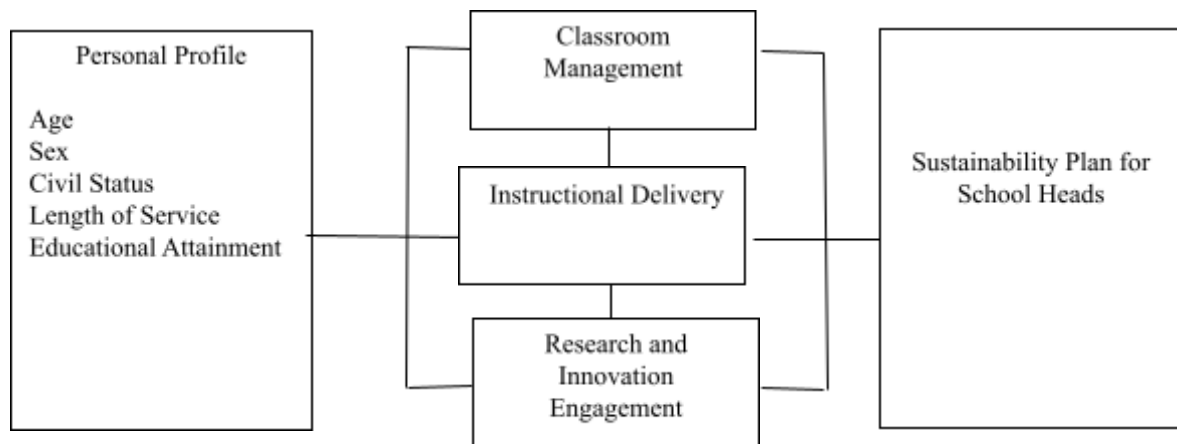 Personal Profile
Age
Sex
Civil Status
Length of Service
Educational Attainment
Classroom
Management
Instructional Delivery
Research and
Innovation
Engagement
Sustainability Plan for
School Heads